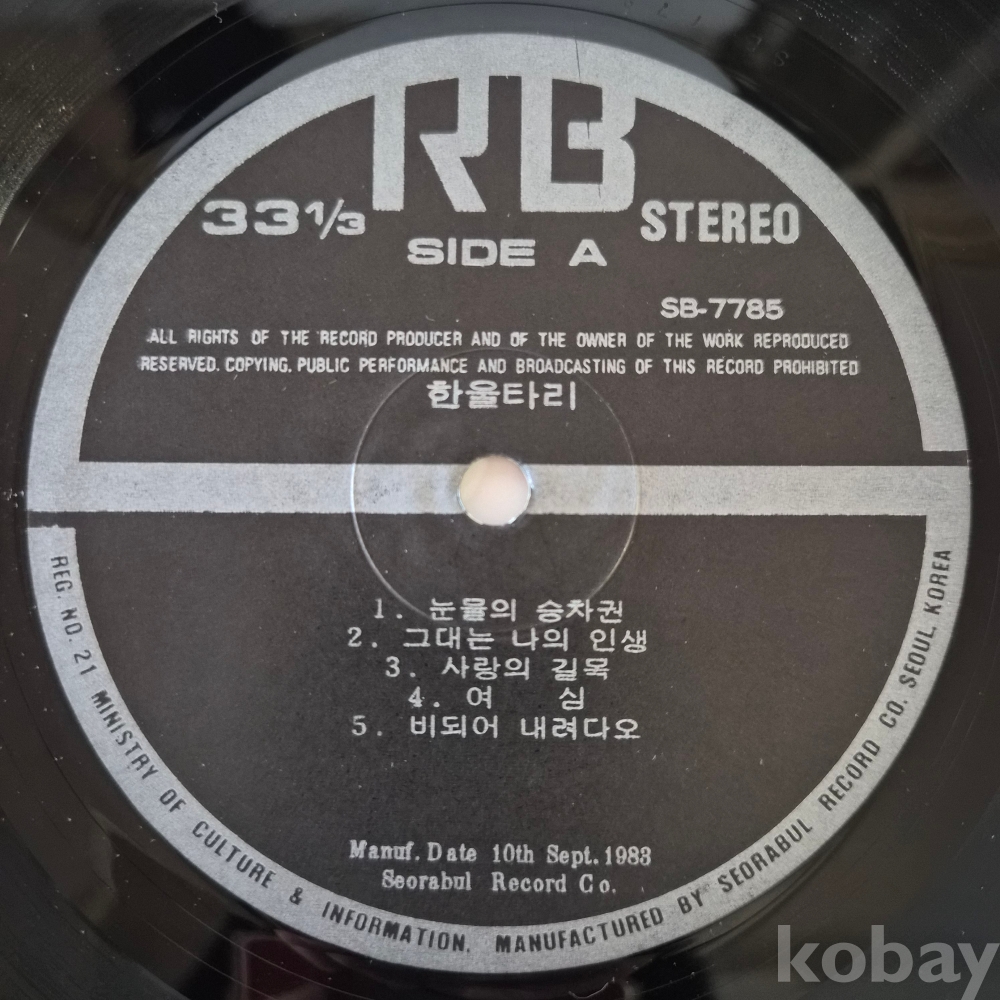 RB
33 1/3
STEREO
SIDE A
SB-7785
ALL RIGHTS OF THE RECORD PRODUCER AND OF THE OWNER OF THE WORK REPRODUCED
RESERVED. COPYING. PUBLIC PERFORMANCE AND BROADCASTING OF THIS RECORD PROHIBITED
한울타리
1. 눈물의 승차권
2. 그대는 나의 인생
3. 사랑의 길목
4. 여 심
5. 비되어 내려다오
Manuf. Date 10th Sept. 1983
Seorabul Record Co.
REG. NO. 21 MINISTRY OF CULTURE & INFORMATION. MANUFACTURED BY SEORABUL RECORD CO. SEOUL. KOREA
kobay